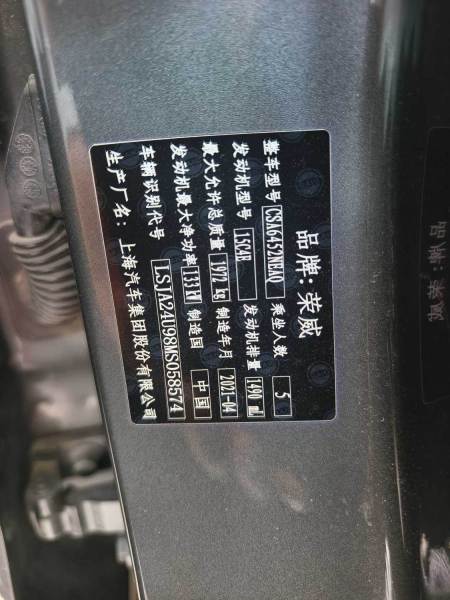 品牌：荣威
整车型号 CSA6452NEAQ 乘坐人数 5
发动机型号 15C4E 发动机排量 1490 ml
最大允许总质量 1972 kg 制造年月 2021-04
发动机最大净功率 133 kW 制造国 中国
车辆识别代号 LSJA24U98MS058574
生产厂名：上海汽车集团股份有限公司